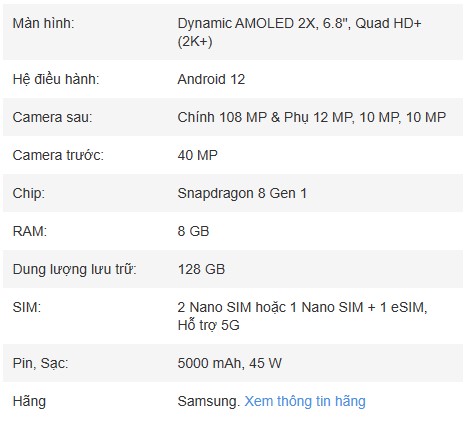 Màn hình: Dynamic AMOLED 2X, 6.8", Quad HD+
(2K+)
Hệ điều hành: Android 12
Camera sau: Chính 108 MP & Phụ 12 MP, 10 MP, 10 MP
Camera trước: 40 MP
Chip: Snapdragon 8 Gen 1
RAM: 8 GB
Dung lượng lưu trữ: 128 GB
SIM: 2 Nano SIM hoặc 1 Nano SIM + 1 eSIM,
Hỗ trợ 5G
Pin, Sạc: 5000 mAh, 45 W
Hãng Samsung. Xem thông tin hãng